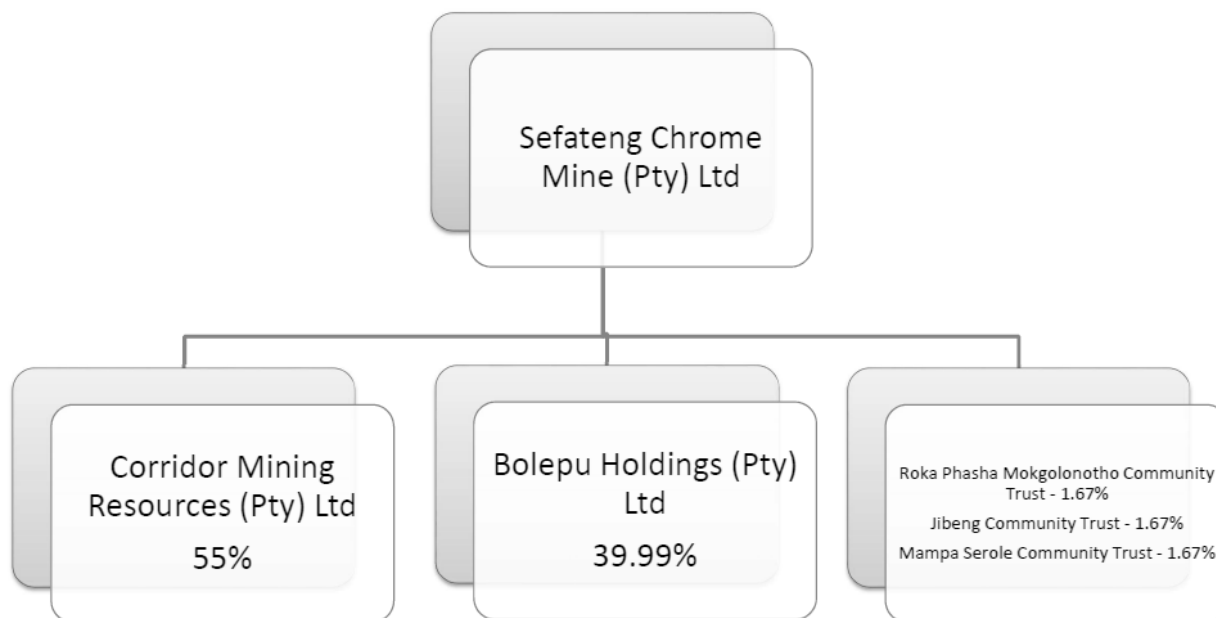 Sefateng Chrome
Mine (Pty) Ltd
Corridor Mining
Resources (Pty) Ltd
55%
Bolepu Holdings (Pty)
Ltd
39.99%
Roka Phasha Mokgolonotho Community
Trust - 1.67%
Jibeng Community Trust - 1.67%
Mampa Serole Community Trust - 1.67%